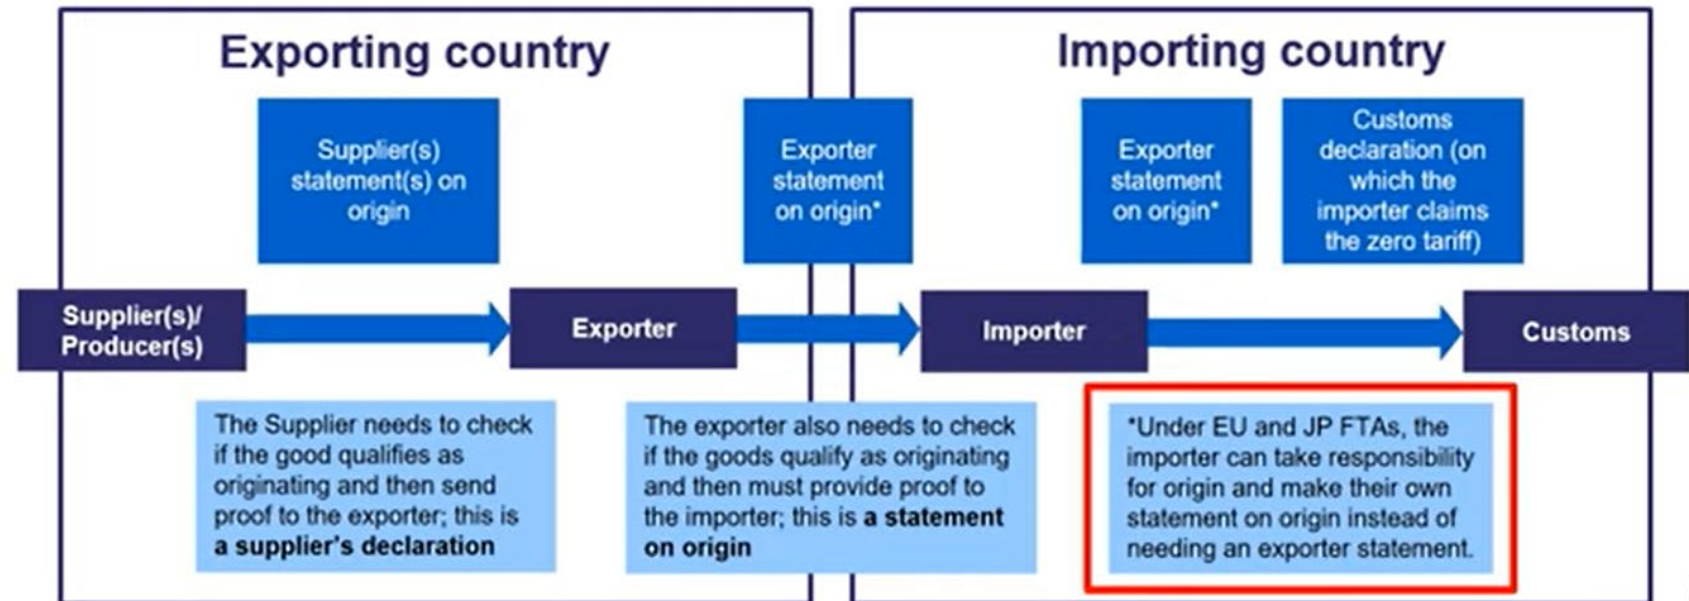 Exporting country
Importing country
Supplier(s)
statement(s) on
origin
Exporter
statement
on origin*
Exporter
statement
on origin*
Customs
declaration (on
which the
importer claims
the zero tariff)
Supplier(s)/
Producer(s)
Exporter
Importer
Customs
The Supplier needs to check
if the good qualifies as
originating and then send
proof to the exporter; this is
a supplier's declaration
The exporter also needs to check
if the goods qualify as originating
and then must provide proof to
the importer; this is a statement
on origin
*Under EU and JP FTAs, the
importer can take responsibility
for origin and make their own
statement on origin instead of
needing an exporter statement.